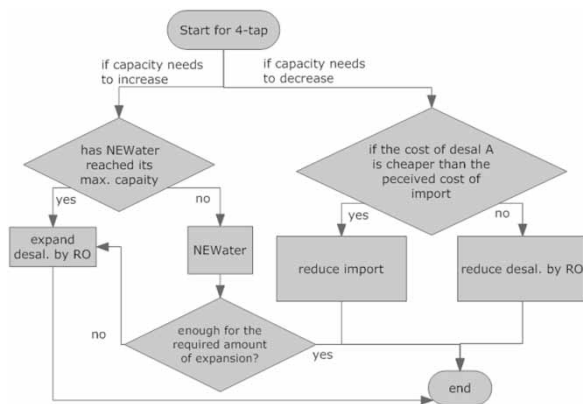 Start for 4-tap
if capacity needs
to increase
if capacity needs
to decrease
has NEWater
reached its
max. capacity
if the cost of desal A
is cheaper than the
peceived cost of
import
yes
no
yes
no
expand
desal. by RO
NEWater
reduce import
reduce desal. by RO
no
enough for the
required amount
of expansion?
yes
end